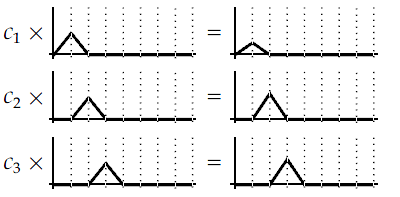 c₁ × =
c₂ × =
c₃ × =